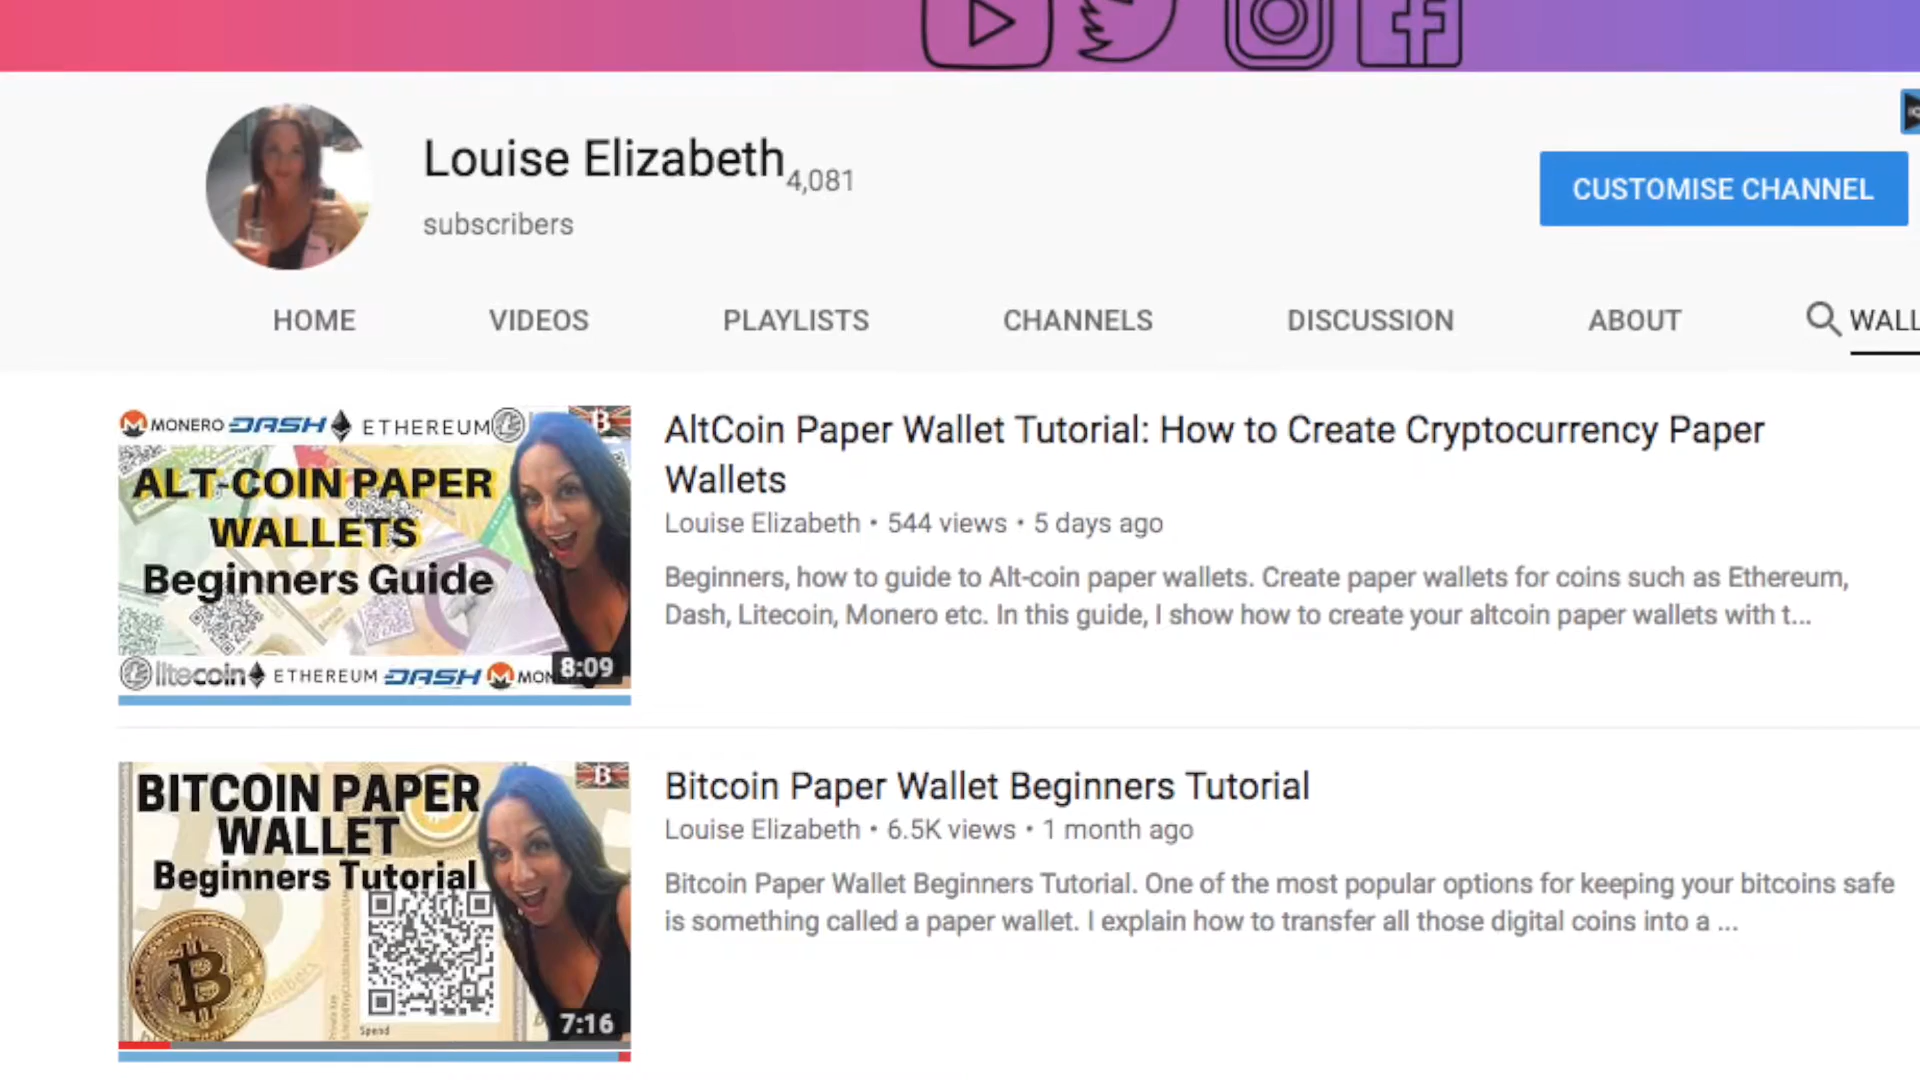 Louise Elizabeth 4,081
subscribers
CUSTOMISE CHANNEL
HOME VIDEOS PLAYLISTS CHANNELS DISCUSSION ABOUT WALL
MONERO DASH ETHEREUM
ALT-COIN PAPER
WALLETS
Beginners Guide
litecoin ETHEREUM DASH MON
8:09
AltCoin Paper Wallet Tutorial: How to Create Cryptocurrency Paper
Wallets
Louise Elizabeth • 544 views • 5 days ago
Beginners, how to guide to Alt-coin paper wallets. Create paper wallets for coins such as Ethereum,
Dash, Litecoin, Monero etc. In this guide, I show how to create your altcoin paper wallets with t...
BITCOIN PAPER
WALLET
Beginners Tutorial
Spend
7:16
Bitcoin Paper Wallet Beginners Tutorial
Louise Elizabeth • 6.5K views • 1 month ago
Bitcoin Paper Wallet Beginners Tutorial. One of the most popular options for keeping your bitcoins safe
is something called a paper wallet. I explain how to transfer all those digital coins into a ...